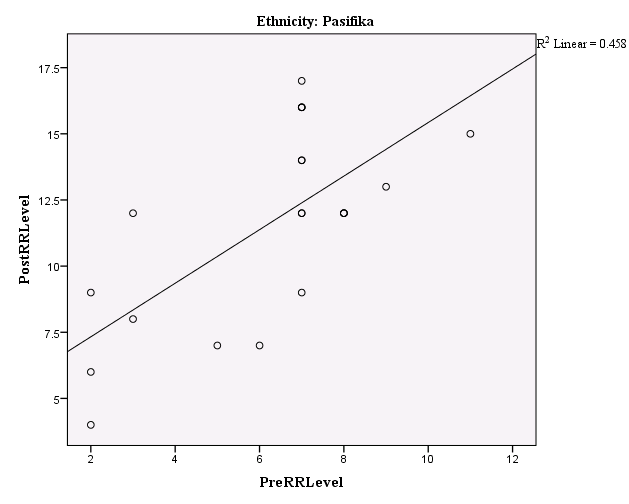 Ethnicity: Pasifika
R² Linear = 0.458
PostRRLevel
17.5
15
12.5
10
7.5
5
2 4 6 8 10 12
PreRRLevel